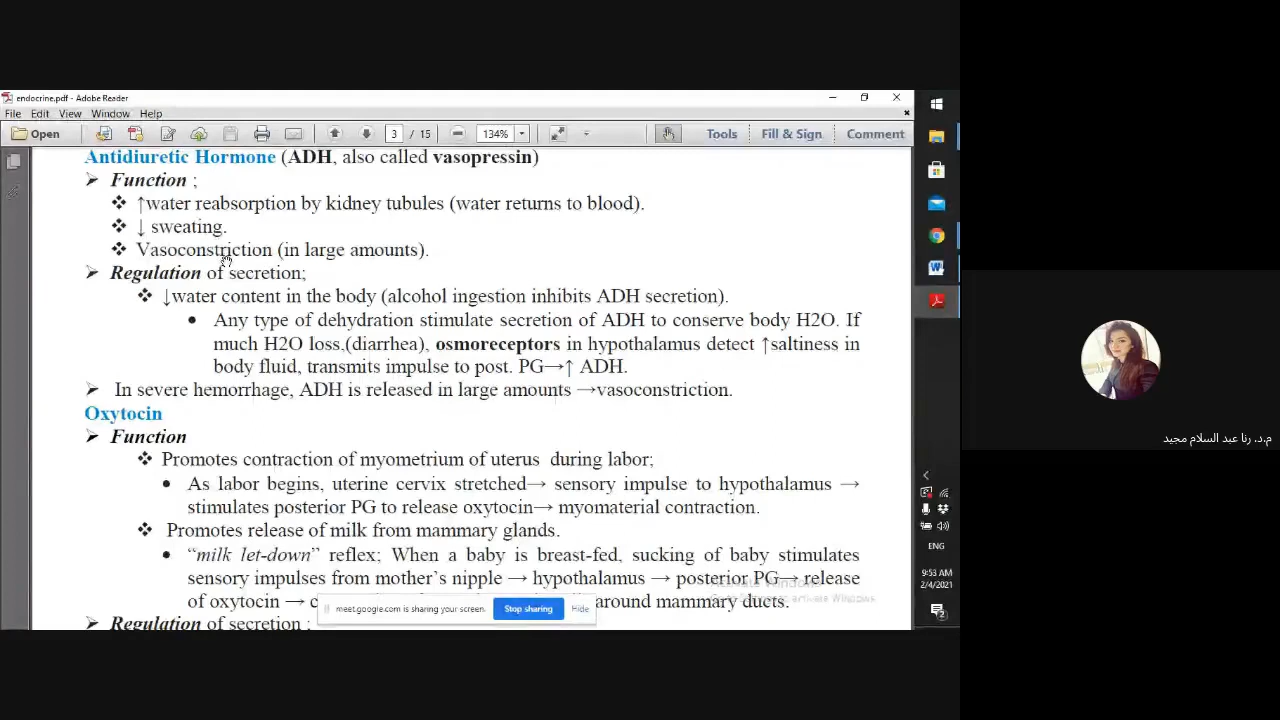 endocrine.pdf - Adobe Reader
File Edit View Window Help
Open 3 / 15 134% Tools Fill & Sign Comment
Antidiuretic Hormone (ADH, also called vasopressin)
➢ Function ;
❖ ↑water reabsorption by kidney tubules (water returns to blood).
❖ ↓ sweating.
❖ Vasoconstriction (in large amounts).
➢ Regulation of secretion;
❖ ↓water content in the body (alcohol ingestion inhibits ADH secretion).
• Any type of dehydration stimulate secretion of ADH to conserve body H2O. If
much H2O loss,(diarrhea), osmoreceptors in hypothalamus detect ↑saltiness in
body fluid, transmits impulse to post. PG→↑ ADH.
➢ In severe hemorrhage, ADH is released in large amounts →vasoconstriction.
Oxytocin
➢ Function
❖ Promotes contraction of myometrium of uterus during labor;
• As labor begins, uterine cervix stretched→ sensory impulse to hypothalamus →
stimulates posterior PG to release oxytocin→ myomaterial contraction.
❖ Promotes release of milk from mammary glands.
• “milk let-down” reflex; When a baby is breast-fed, sucking of baby stimulates
sensory impulses from mother’s nipple → hypothalamus → posterior PG→ release
of oxytocin → around mammary ducts.
➢ Regulation of secretion ;
Activate Windows
Go to to activate Windows.
meet.google.com is sharing your screen. Stop sharing Hide
ENG
9:53 AM
2/4/2021
2
م.د. رنا عبد السلام مجيد